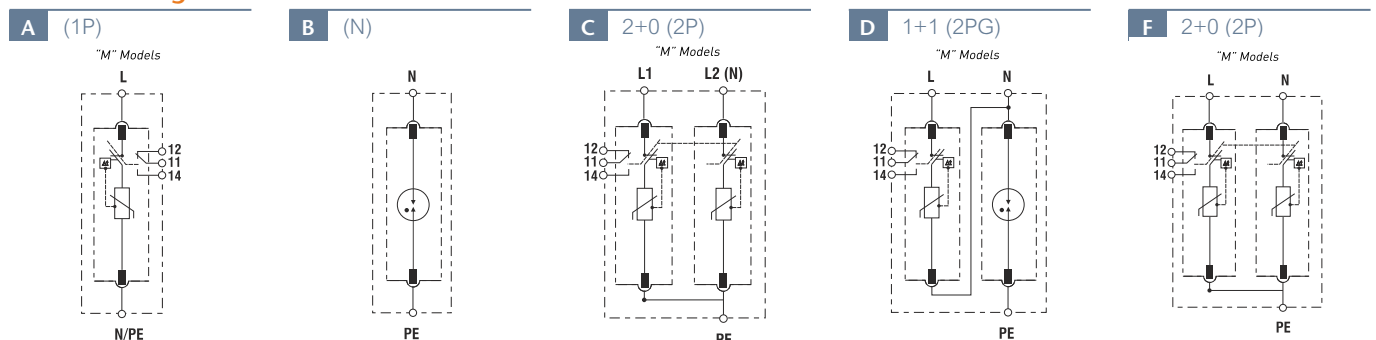 A (1P)
"M" Models
L
12
11
14
N/PE
B (N)
N
PE
C 2+0 (2P)
"M" Models
L1 L2 (N)
12
11
14
PE
D 1+1 (2PG)
"M" Models
L N
12
11
14
PE
F 2+0 (2P)
"M" Models
L N
12
11
14
PE